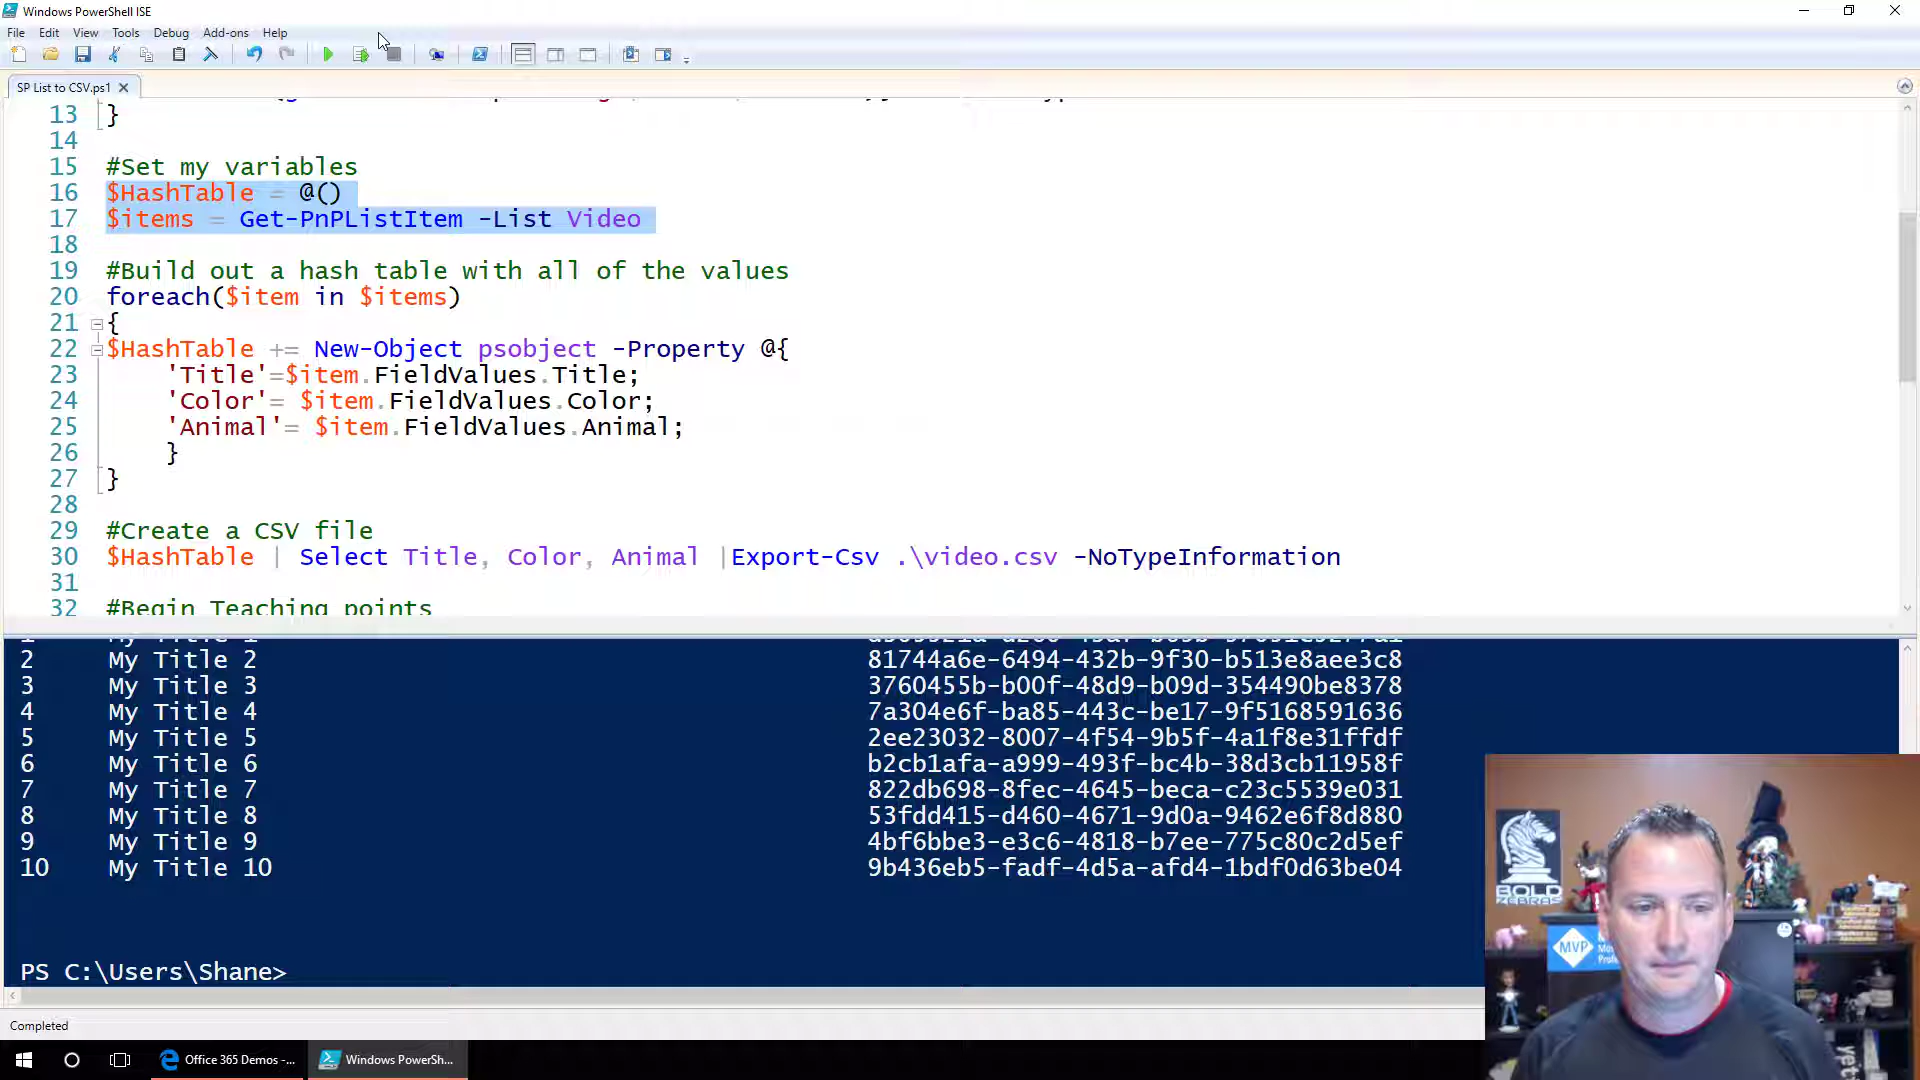 Windows PowerShell ISE
File Edit View Tools Debug Add-ons Help
SP List to CSV.ps1
13 }
14
15 #Set my variables
16 $HashTable = @()
17 $items = Get-PnPListItem -List Video
18
19 #Build out a hash table with all of the values
20 foreach($item in $items)
21 {
22 $HashTable += New-Object psobject -Property @{
23 'Title'=$item.FieldValues.Title;
24 'Color'= $item.FieldValues.Color;
25 'Animal'= $item.FieldValues.Animal;
26 }
27 }
28
29 #Create a CSV file
30 $HashTable | Select Title, Color, Animal |Export-Csv .\video.csv -NoTypeInformation
31
32 #Begin Teaching points
2 My Title 2 81744a6e-6494-432b-9f30-b513e8aee3c8
3 My Title 3 3760455b-b00f-48d9-b09d-354490be8378
4 My Title 4 7a304e6f-ba85-443c-be17-9f5168591636
5 My Title 5 2ee23032-8007-4f54-9b5f-4a1f8e31ffdf
6 My Title 6 b2cb1afa-a999-493f-bc4b-38d3cb11958f
7 My Title 7 822db698-8fec-4645-beca-c23c5539e031
8 My Title 8 53fdd415-d460-4671-9d0a-9462e6f8d880
9 My Title 9 4bf6bbe3-e3c6-4818-b7ee-775c80c2d5ef
10 My Title 10 9b436eb5-fadf-4d5a-afd4-1bdf0d63be04
PS C:\Users\Shane>
BOLD
ZEBRAS
MVP
Completed
Office 365 Demos -...
Windows PowerSh...